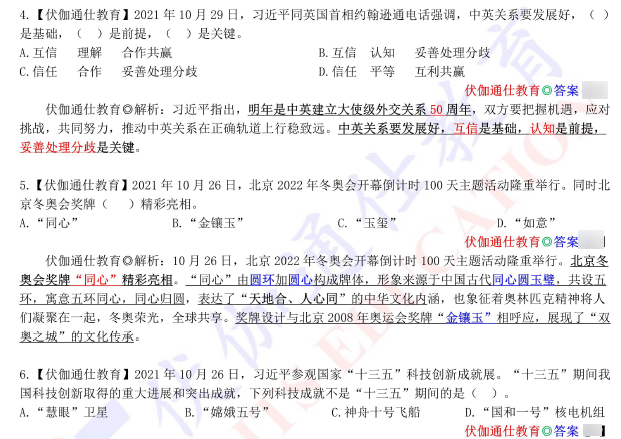 4.【伏伽通仕教育】2021 年 10 月 29 日，习近平同英国首相约翰逊通电话强调，中英关系要发展好，（ ）
是基础，（ ）是前提，（ ）是关键。
A.互信 理解 合作共赢 B.互信 认知 妥善处理分歧
C.信任 合作 妥善处理分歧 D.信任 平等 互利共赢
伏伽通仕教育◎答案
伏伽通仕教育◎解析：习近平指出，明年是中英建立大使级外交关系 50 周年，双方要把握机遇，应对
挑战，共同努力，推动中英关系在正确轨道上行稳致远。中英关系要发展好，互信是基础，认知是前提，
妥善处理分歧是关键。
5.【伏伽通仕教育】2021 年 10 月 26 日，北京 2022 年冬奥会开幕倒计时 100 天主题活动隆重举行。同时北
京冬奥会奖牌（ ）精彩亮相。
A.“同心” B.“金镶玉” C.“玉玺” D.“如意”
伏伽通仕教育◎答案
伏伽通仕教育◎解析：10 月 26 日，北京 2022 年冬奥会开幕倒计时 100 天主题活动隆重举行。北京冬
奥会奖牌“同心”精彩亮相。“同心”由圆环加圆心构成牌体，形象来源于中国古代同心圆玉璧，共设五
环，寓意五环同心，同心归圆，表达了“天地合、人心同”的中华文化内涵，也象征着奥林匹克精神将人
们凝聚在一起，冬奥荣光，全球共享。奖牌设计与北京 2008 年奥运会奖牌“金镶玉”相呼应，展现了“双
奥之城”的文化传承。
6.【伏伽通仕教育】2021 年 10 月 26 日，习近平参观国家“十三五”科技创新成就展。“十三五”期间我
国科技创新取得的重大进展和突出成就，下列科技成就不是“十三五”期间的是（ ）。
A.“慧眼”卫星 B.“嫦娥五号” C.神舟十号飞船 D.“国和一号”核电机组
伏伽通仕教育◎答案